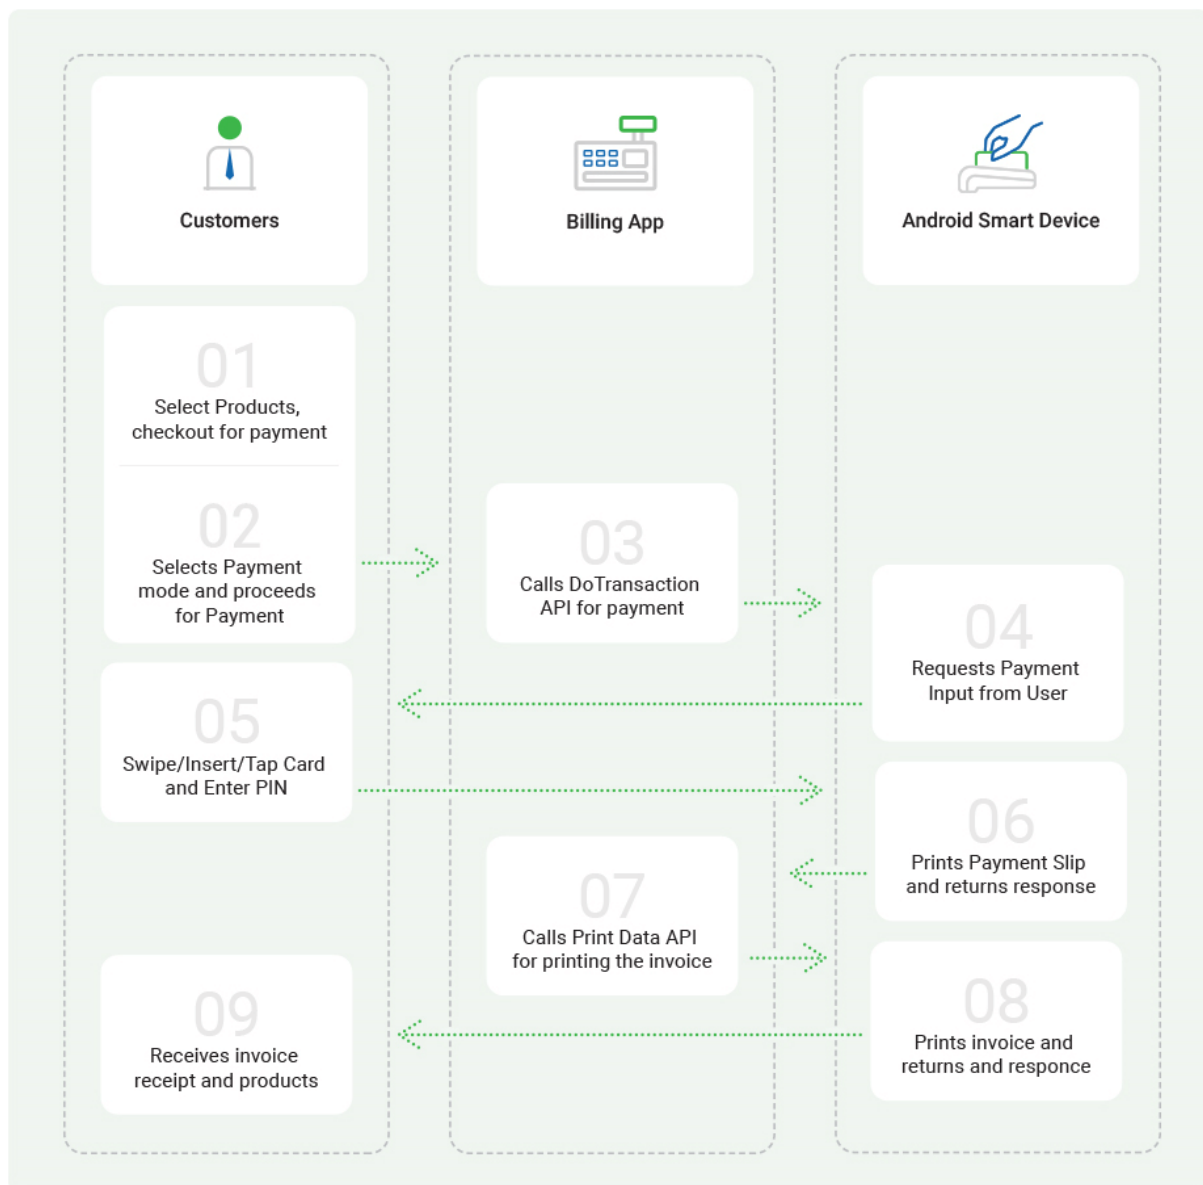 Customers
Billing App
Android Smart Device
01
Select Products,
checkout for payment
02
Selects Payment
mode and proceeds
for Payment
03
Calls DoTransaction
API for payment
04
Requests Payment
Input from User
05
Swipe/Insert/Tap Card
and Enter PIN
06
Prints Payment Slip
and returns response
07
Calls Print Data API
for printing the invoice
08
Prints invoice and
returns and responce
09
Receives invoice
receipt and products